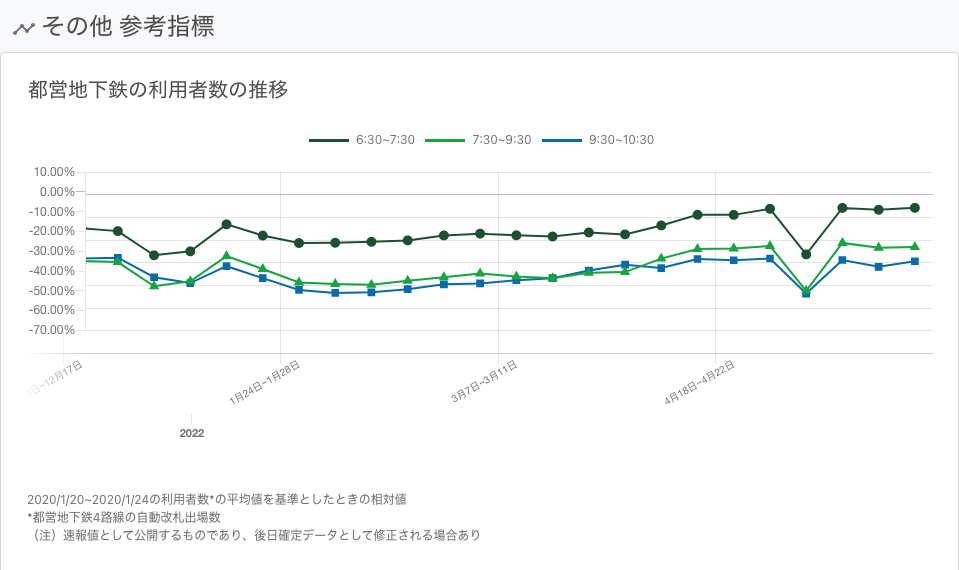 その他 参考指標
都営地下鉄の利用者数の推移
6:30~7:30 7:30~9:30 9:30~10:30
10.00%
0.00%
-10.00%
-20.00%
-30.00%
-40.00%
-50.00%
-60.00%
-70.00%
日~12月17日
1月24日~1月28日
3月7日~3月11日
4月18日~4月22日
2022
2020/1/20~2020/1/24の利用者数*の平均値を基準としたときの相対値
*都営地下鉄4路線の自動改札出場数
（注）速報値として公開するものであり、後日確定データとして修正される場合あり